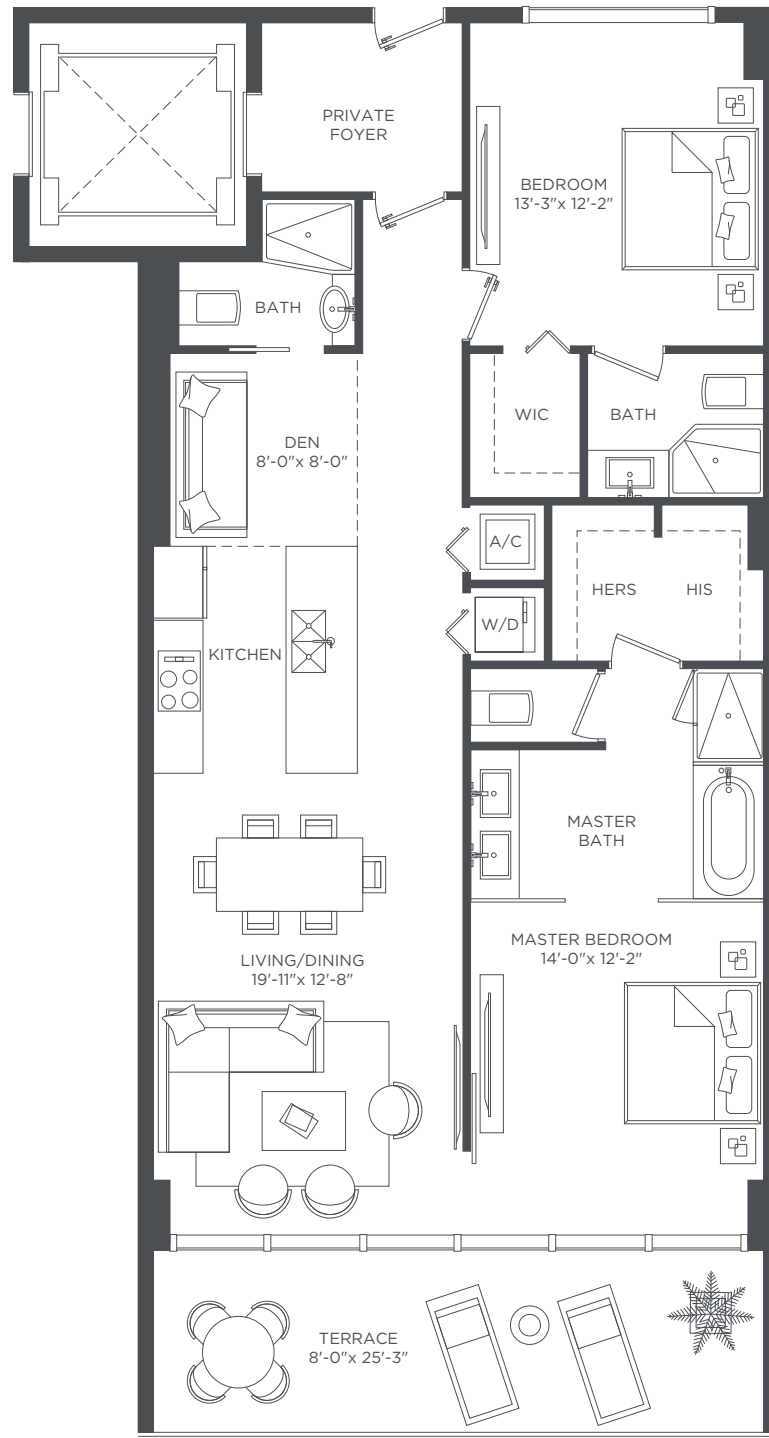 PRIVATE
FOYER
BEDROOM
13'-3"x 12'-2"
BATH
WIC
BATH
DEN
8'-0"x 8'-0"
A/C
HERS
HIS
W/D
KITCHEN
MASTER
BATH
MASTER BEDROOM
14'-0"x 12'-2"
LIVING/DINING
19'-11"x 12'-8"
TERRACE
8'-0"x 25'-3"